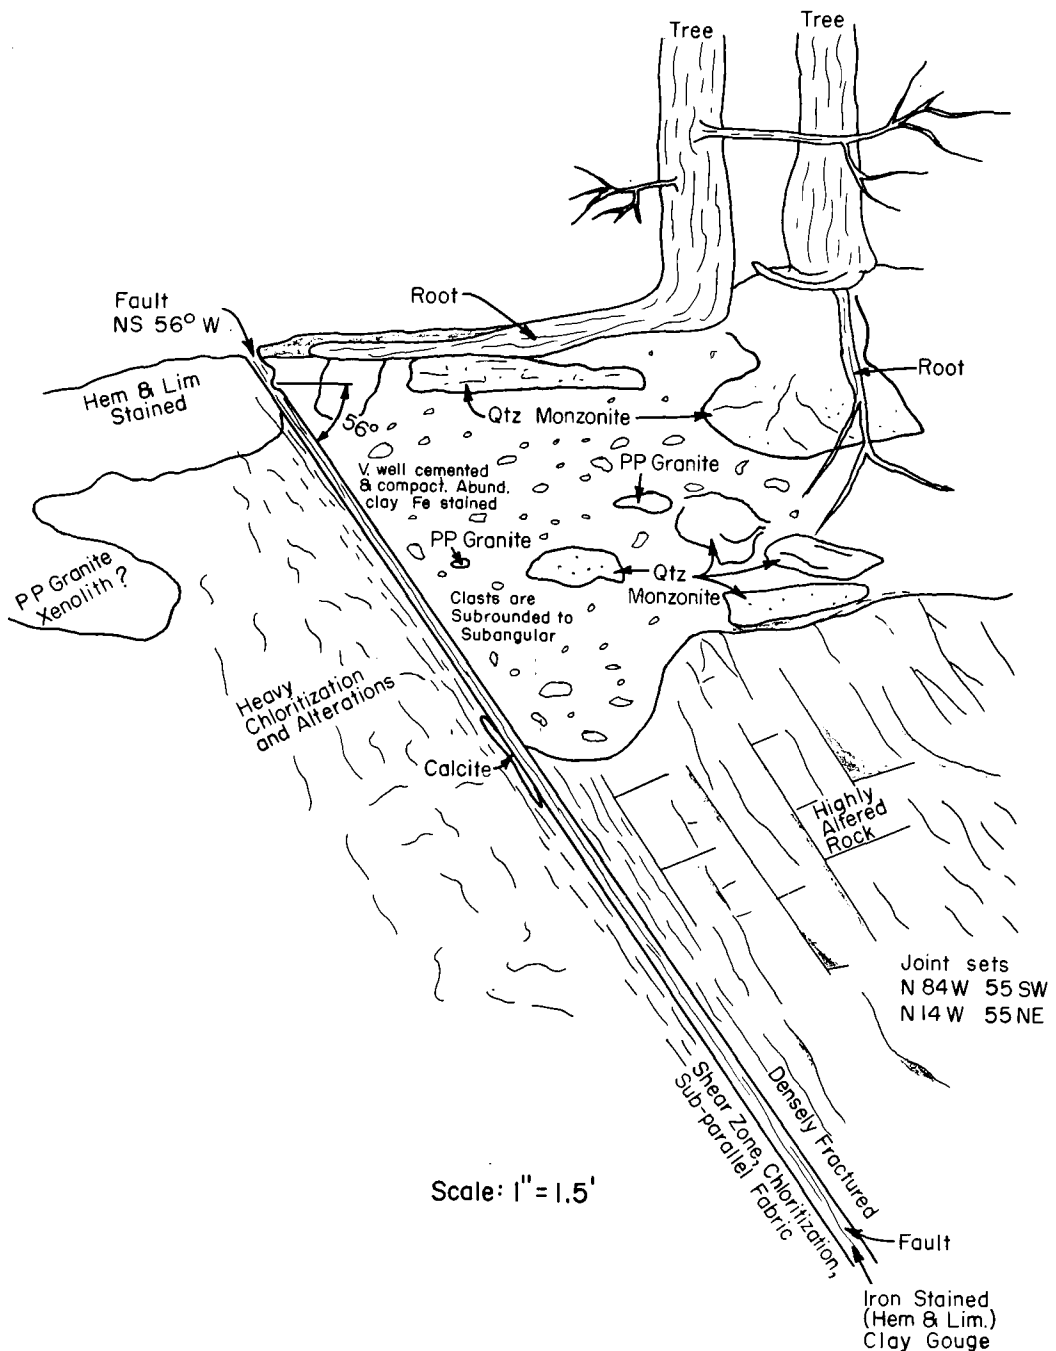 Tree
Tree
Fault
NS 56° W
Root
Root
Hem & Lim
Stained
56°
Qtz Monzonite
V. well cemented
& compact. Abund.
clay Fe stained
PP Granite
PP Granite
Qtz
Monzonite
PP Granite
Xenolith ?
Clasts are
Subrounded to
Subangular
Heavy
Chloritization
and Alterations
Calcite
Highly
Altered
Rock
Joint sets
N 84W 55 SW
N 14 W 55 NE
Densely Fractured
Shear Zone, Chloritization,
Sub-parallel Fabric
Scale: 1" = 1.5'
Fault
Iron Stained
(Hem & Lim.)
Clay Gouge